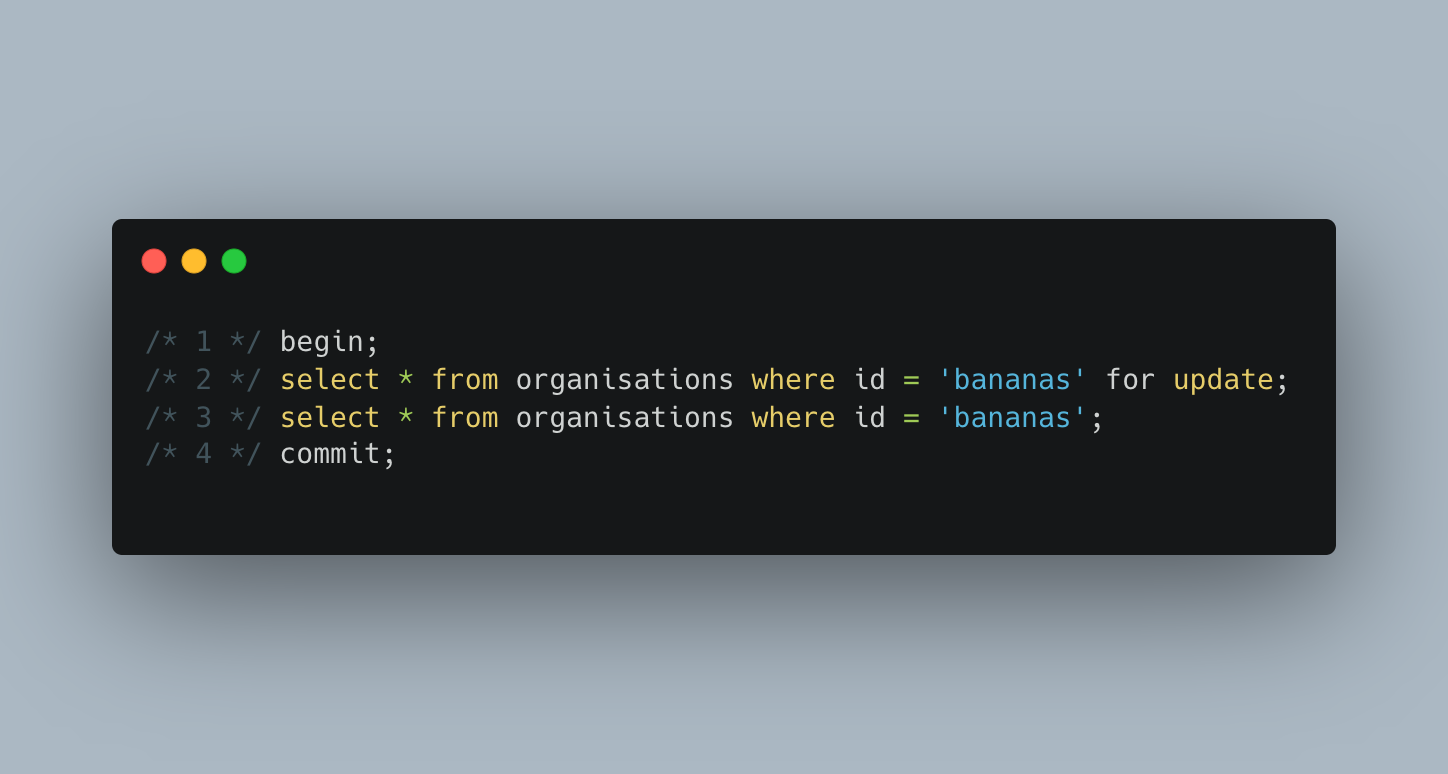 /* 1 */ begin;
/* 2 */ select * from organisations where id = 'bananas' for update;
/* 3 */ select * from organisations where id = 'bananas';
/* 4 */ commit;